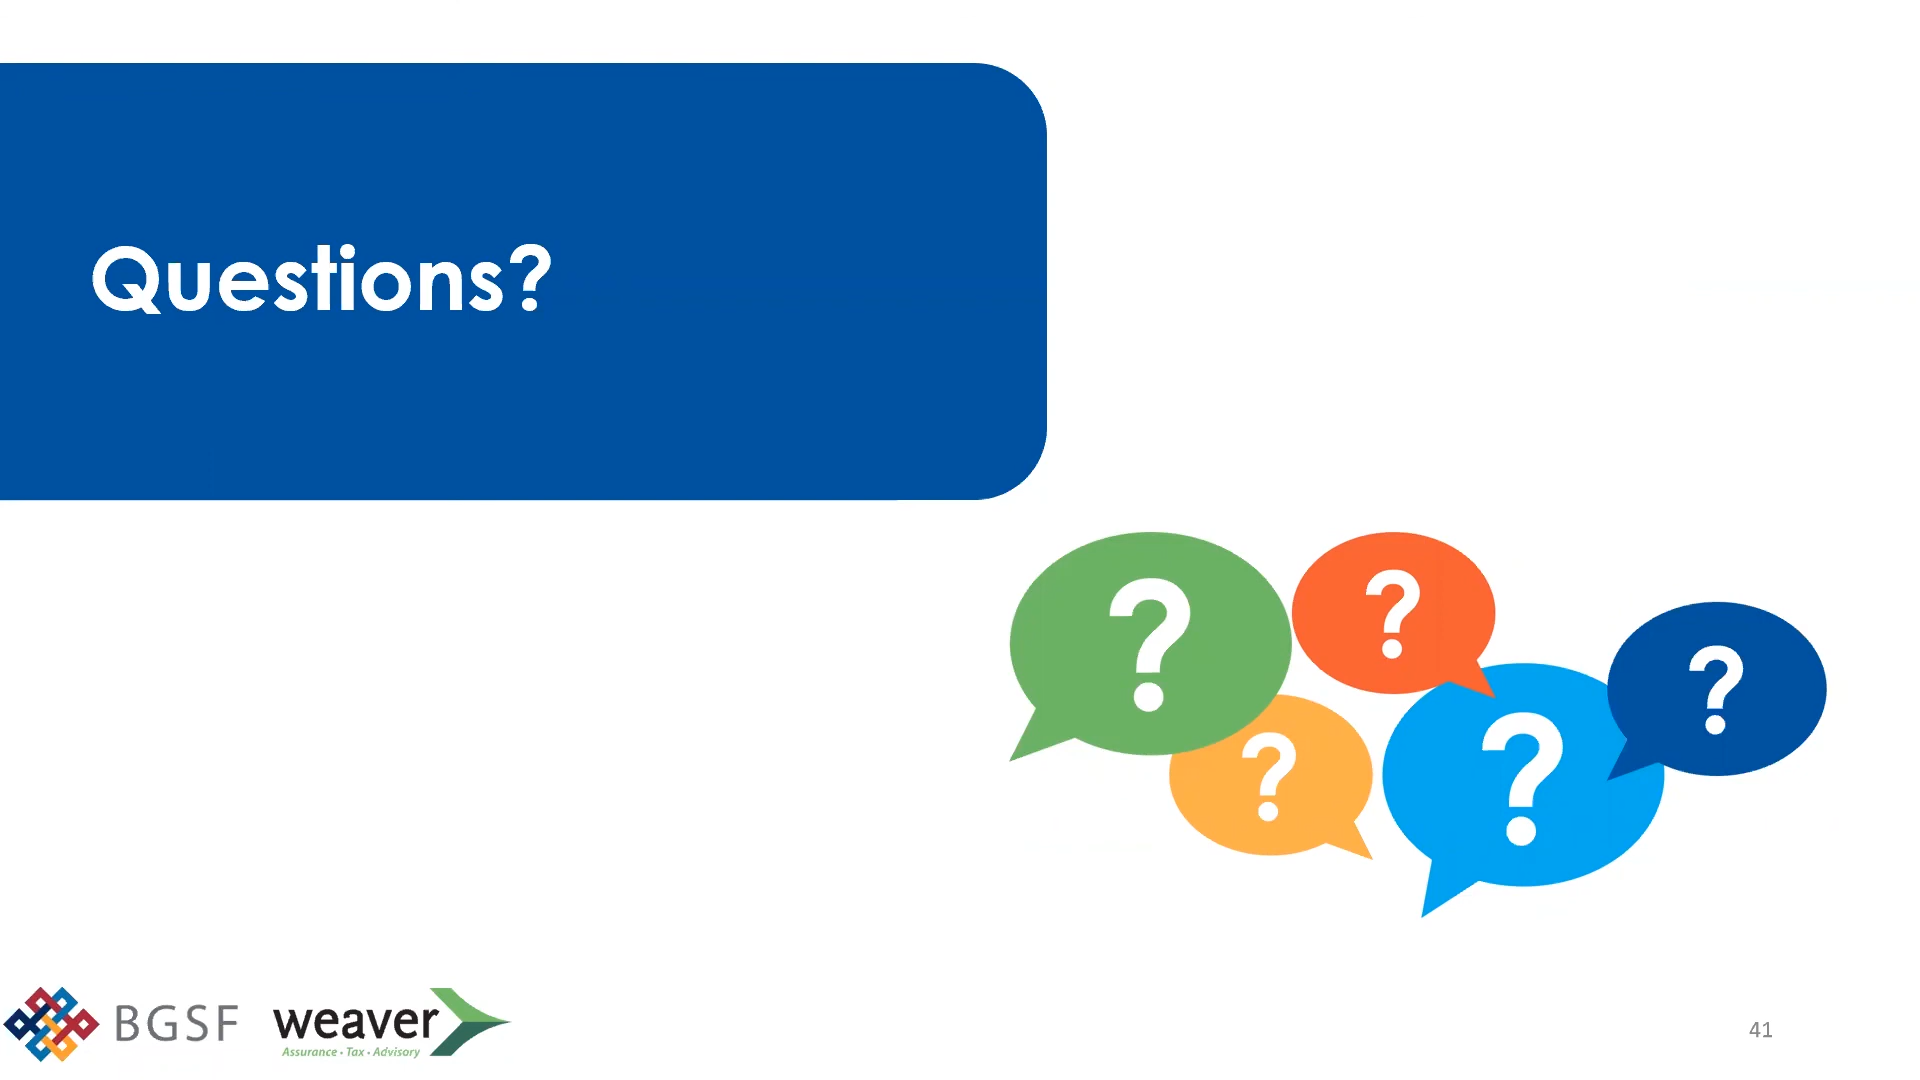 Questions?
?
?
?
?
?
BGSF
weaver
Assurance • Tax • Advisory
41